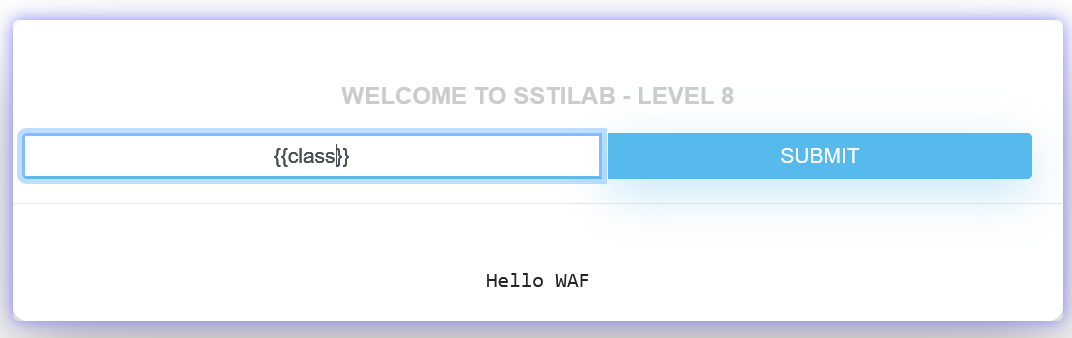 WELCOME TO SSTILAB - LEVEL 8
{{class}}
SUBMIT
Hello WAF